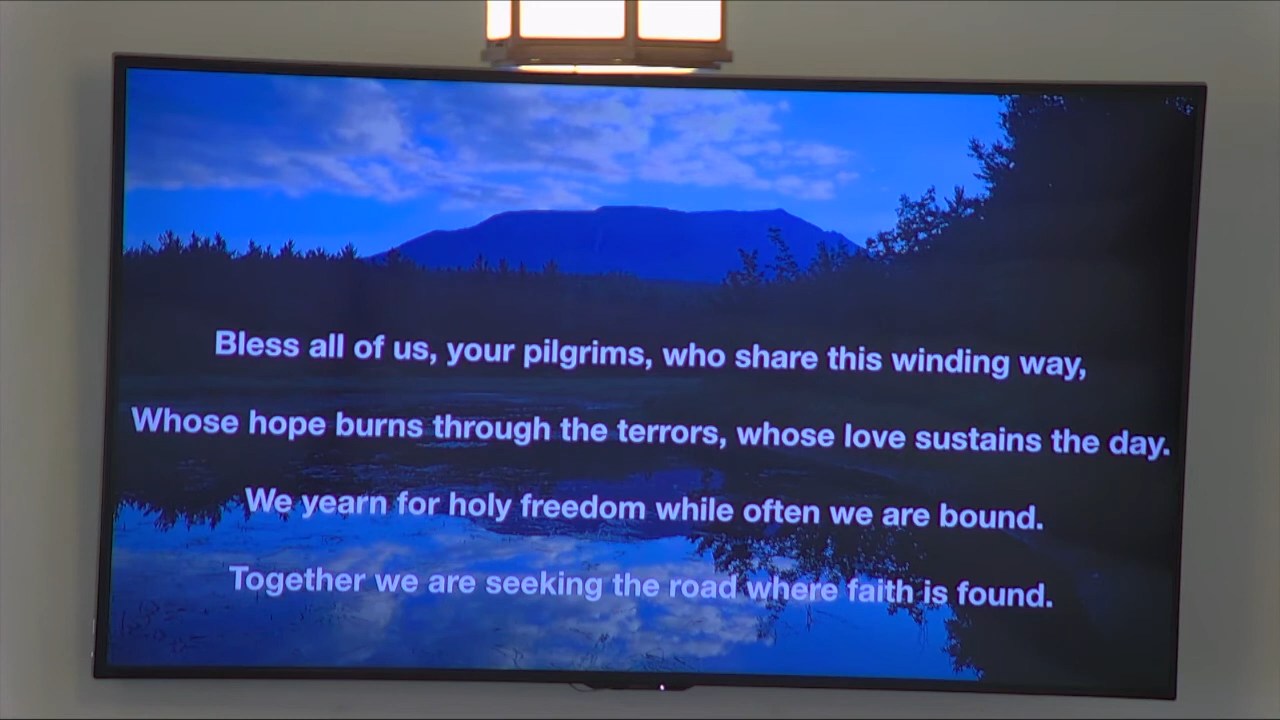 Bless all of us, your pilgrims, who share this winding way,
Whose hope burns through the terrors, whose love sustains the day.
We yearn for holy freedom while often we are bound.
Together we are seeking the road where faith is found.